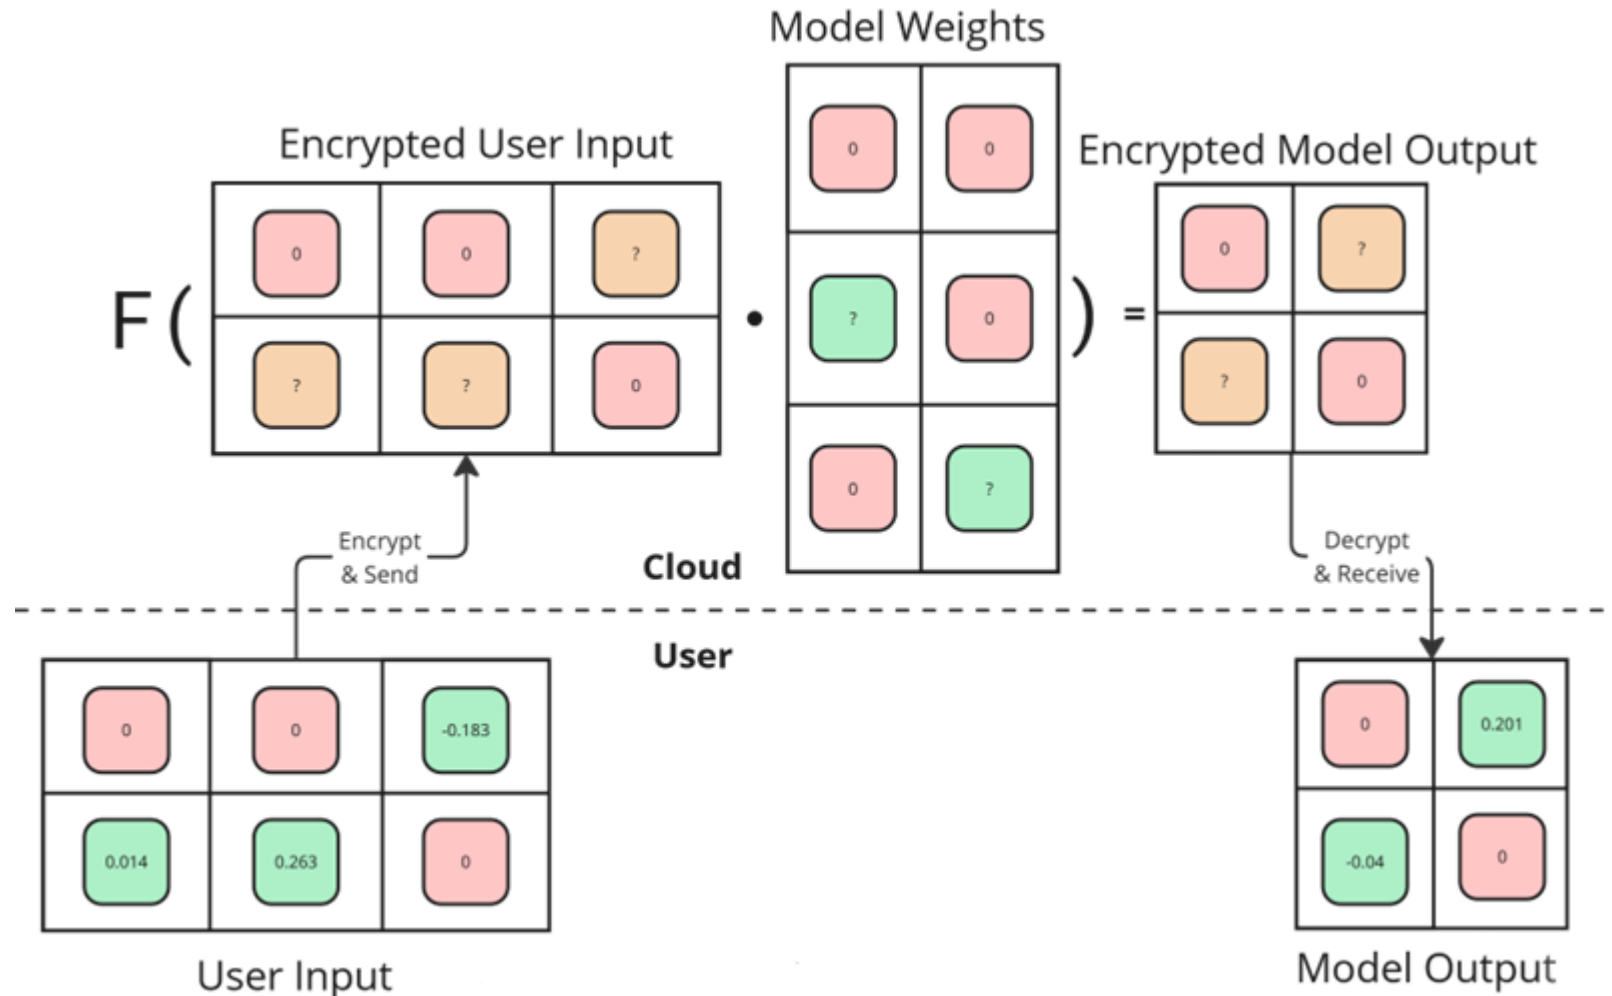 Model Weights
Encrypted User Input
Encrypted Model Output
0 0
0 0 ?
0 ?
F (
•
? 0
) =
? ? 0
? 0
0 ?
Encrypt
& Send
Cloud
Decrypt
& Receive
User
0 0 -0.183
0 0.201
0.014 0.263 0
-0.04 0
User Input
Model Output